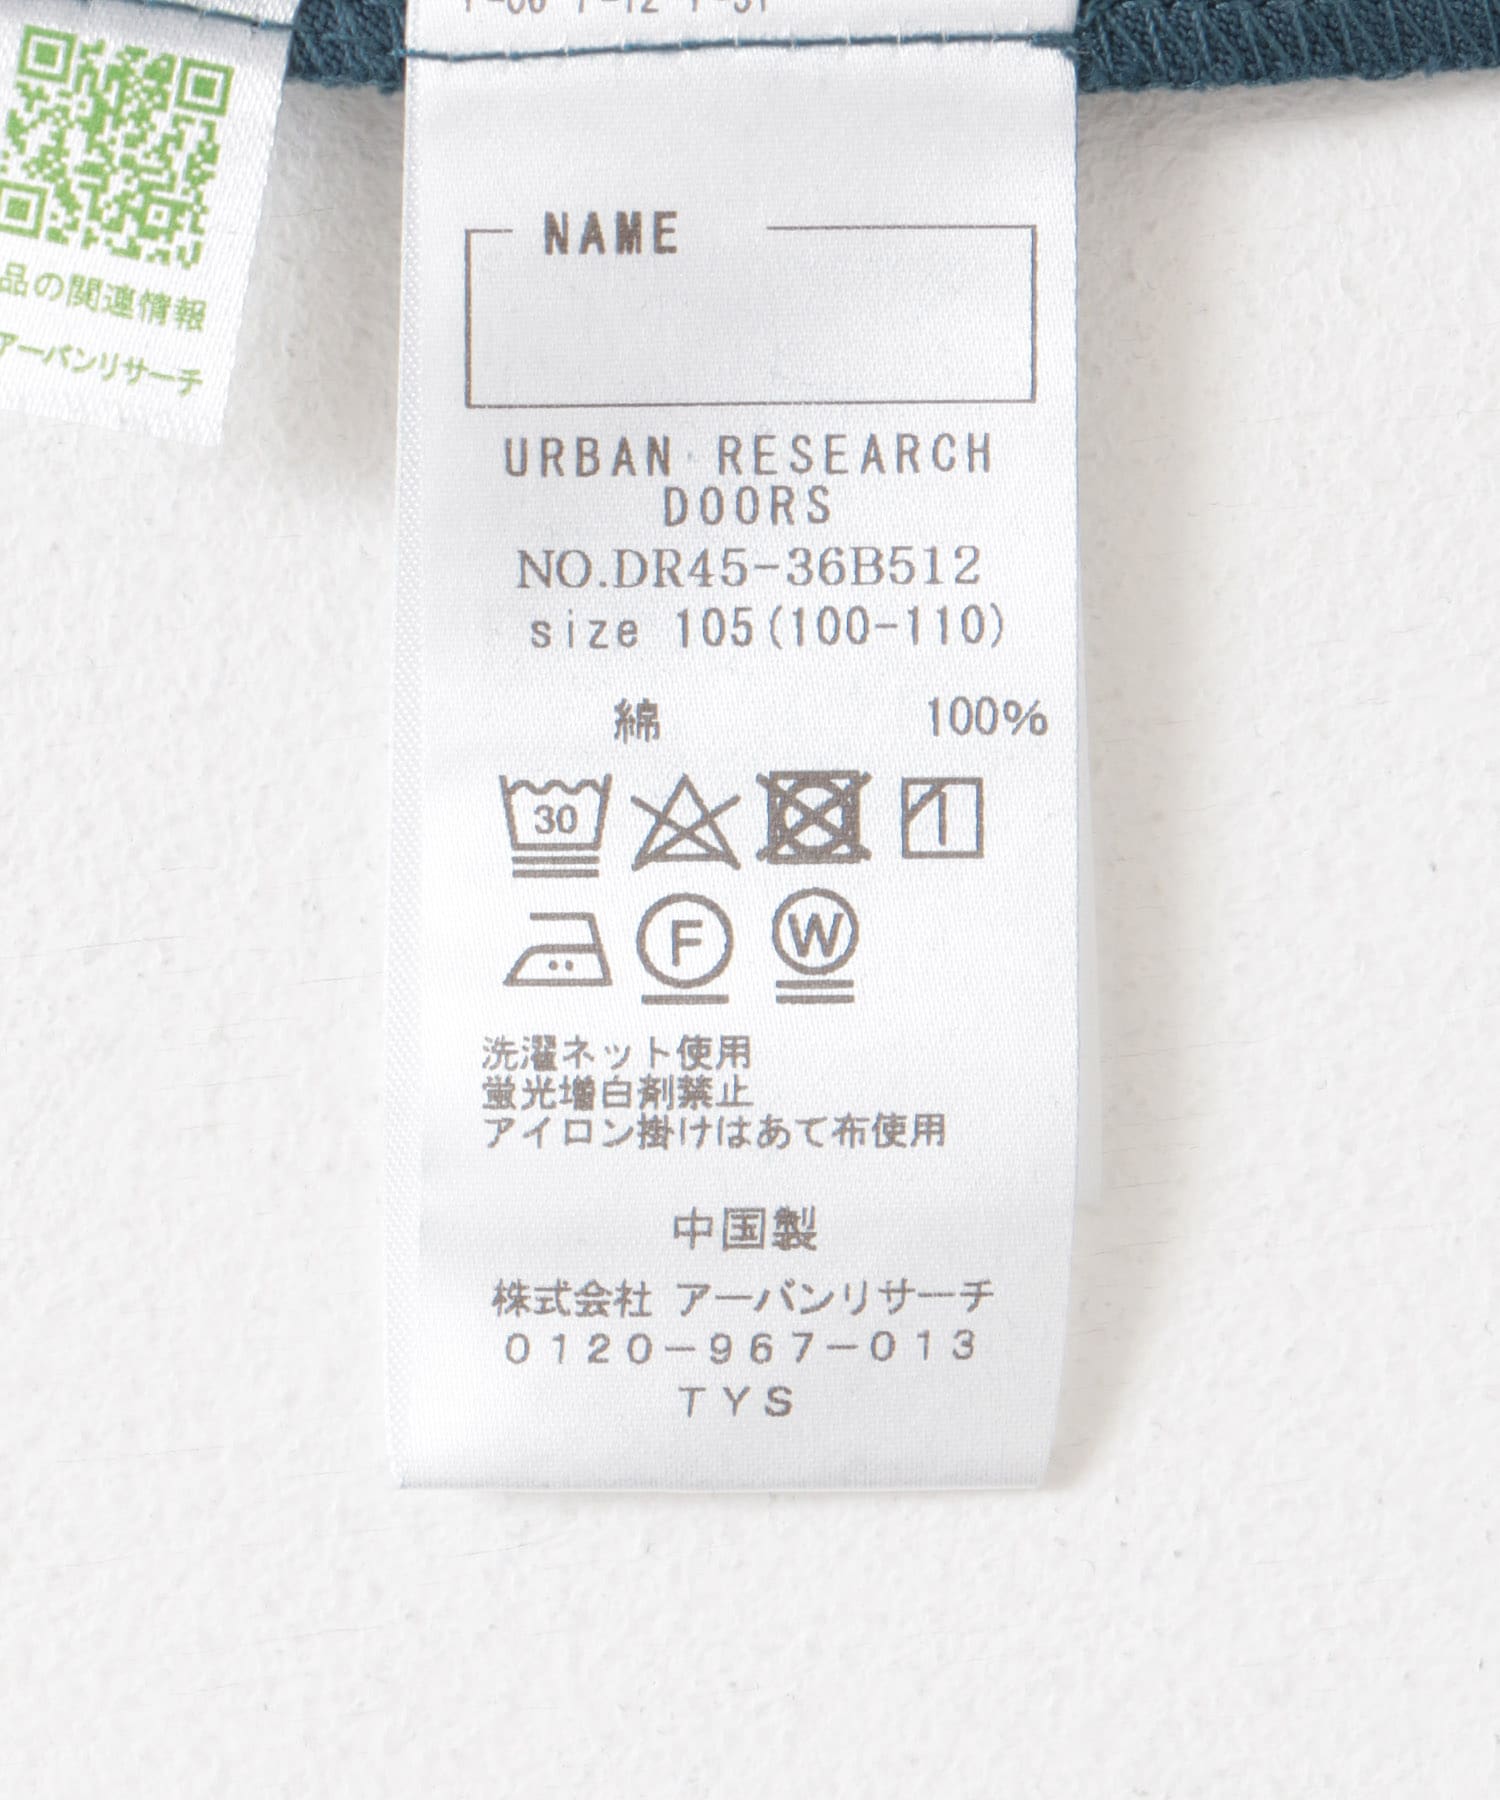 品の関連情報
アーバンリサーチ
NAME
URBAN RESEARCH
DOORS
NO.DR45-36B512
size 105(100-110)
綿 100%
30
F W
洗濯ネット使用
蛍光増白剤禁止
アイロン掛けはあて布使用
中国製
株式会社 アーバンリサーチ
0120-967-013
TYS